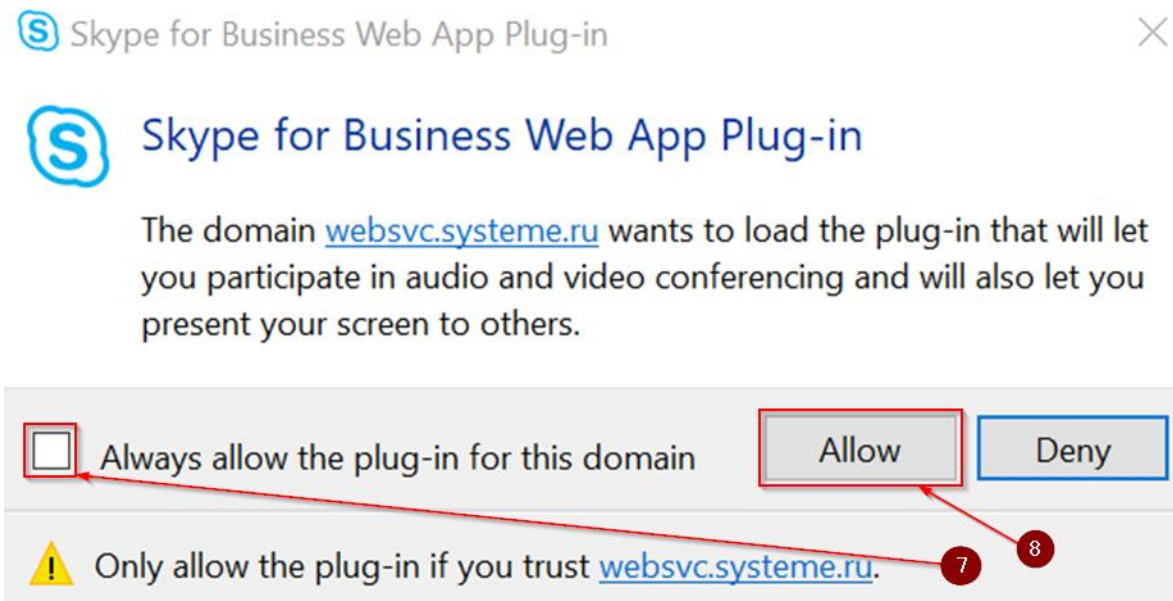 Skype for Business Web App Plug-in
Skype for Business Web App Plug-in
The domain websvc.systeme.ru wants to load the plug-in that will let
you participate in audio and video conferencing and will also let you
present your screen to others.
Always allow the plug-in for this domain
Allow
Deny
8
Only allow the plug-in if you trust websvc.systeme.ru.
7